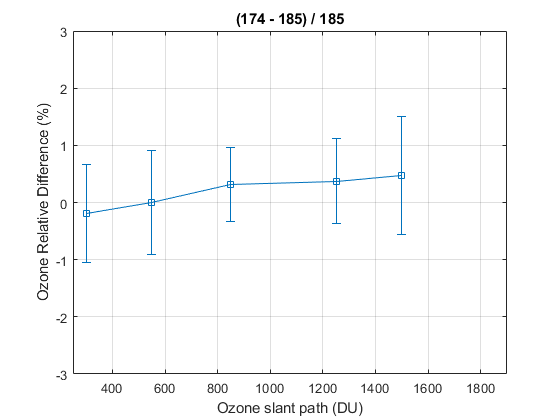 (174 - 185) / 185
Ozone Relative Difference (%)
3
2
1
0
-1
-2
-3
400 600 800 1000 1200 1400 1600 1800
Ozone slant path (DU)